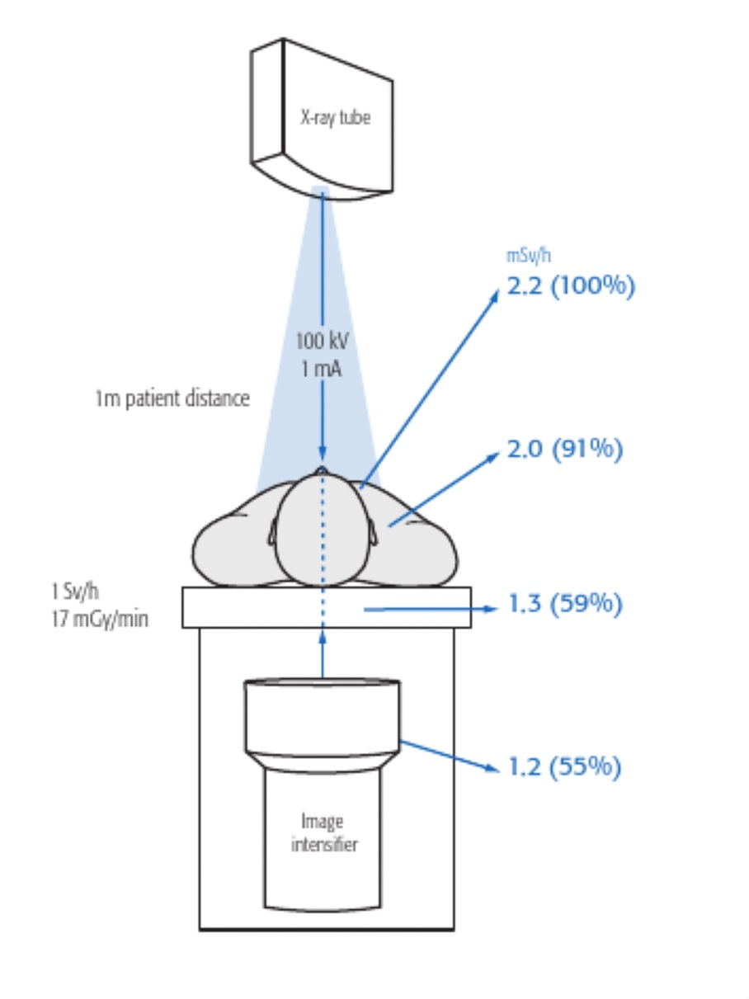 X-ray tube
mSv/h
2.2 (100%)
100 kV
1 mA
1m patient distance
2.0 (91%)
1 Sv/h
17 mGy/min
1.3 (59%)
1.2 (55%)
Image
intensifier